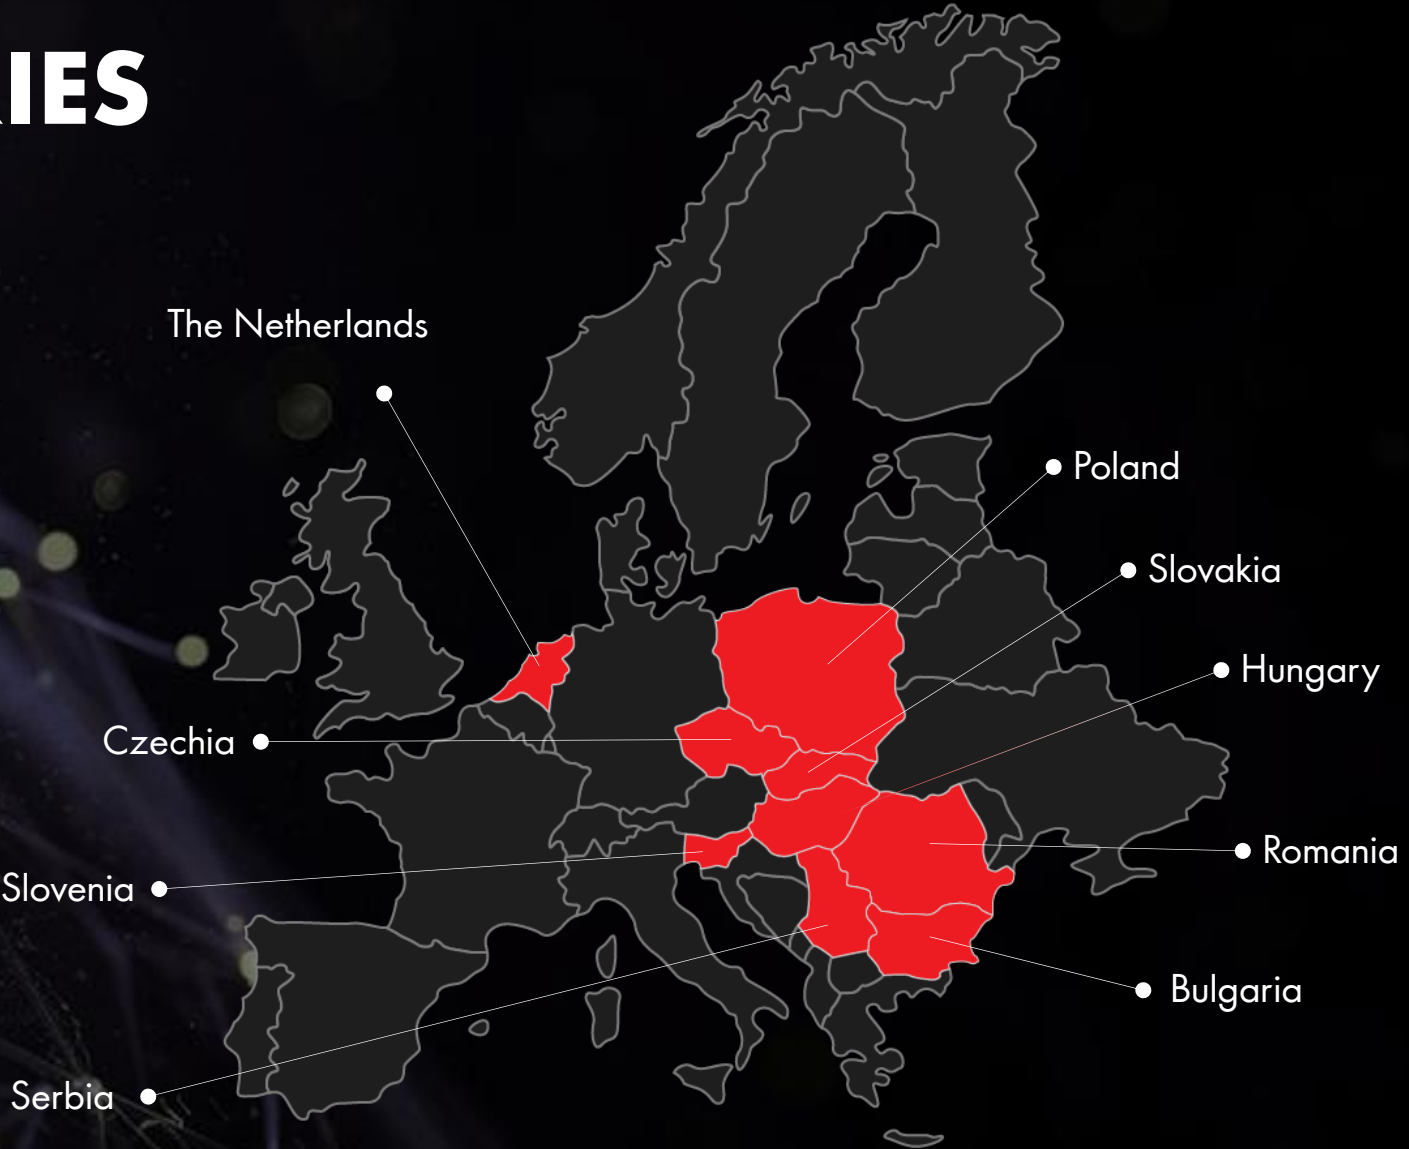 IES
The Netherlands
Poland
Slovakia
Hungary
Czechia
Romania
Slovenia
Bulgaria
Serbia